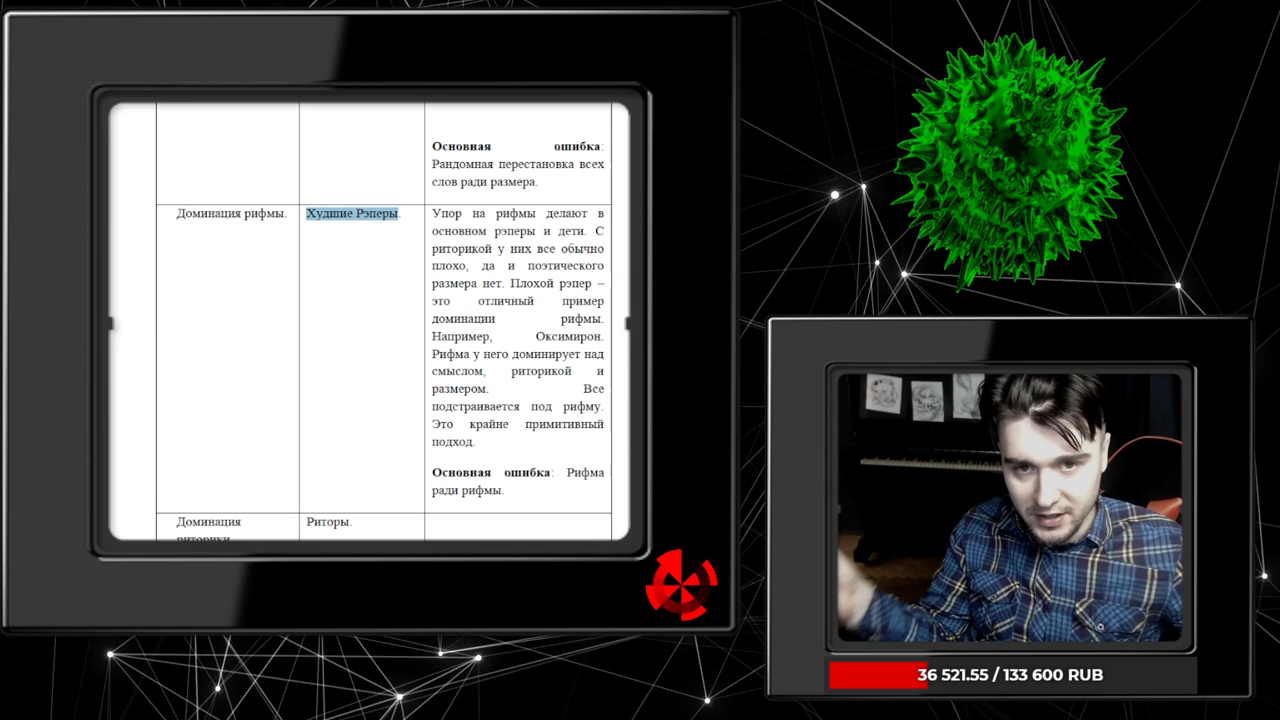 Основная ошибка:
Рандомная перестановка всех
слов ради размера.
Доминация рифмы.
Худшие Рэперы.
Упор на рифмы делают в
основном рэперы и дети. С
риторикой у них все обычно
плохо, да и поэтического
размера нет. Плохой рэпер –
это отличный пример
доминации рифмы.
Например, Оксимирон.
Рифма у него доминирует над
смыслом, риторикой и
размером. Все
подстраивается под рифму.
Это крайне примитивный
подход.
Основная ошибка: Рифма
ради рифмы.
Доминация
риторики
Риторы.
36 521.55 / 133 600 RUB